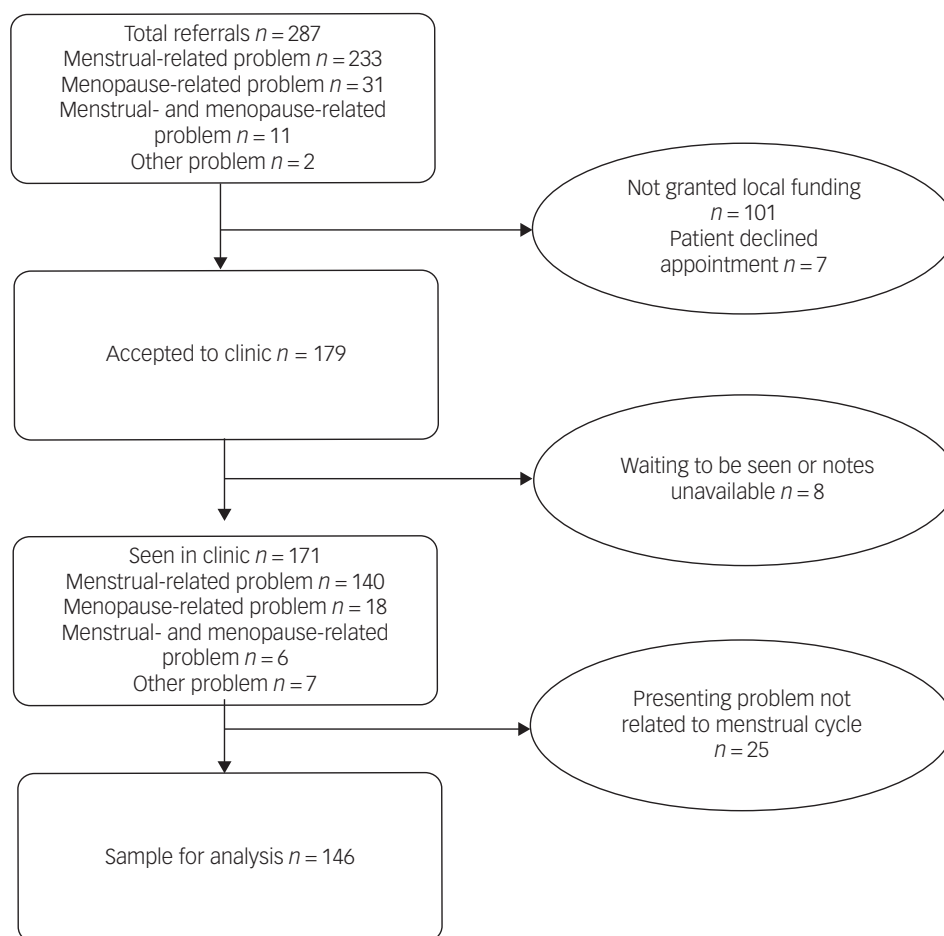 Total referrals n = 287
Menstrual-related problem n = 233
Menopause-related problem n = 31
Menstrual- and menopause-related
problem n = 11
Other problem n = 2
Not granted local funding
n = 101
Patient declined
appointment n = 7
Accepted to clinic n = 179
Waiting to be seen or notes
unavailable n = 8
Seen in clinic n = 171
Menstrual-related problem n = 140
Menopause-related problem n = 18
Menstrual- and menopause-related
problem n = 6
Other problem n = 7
Presenting problem not
related to menstrual cycle
n = 25
Sample for analysis n = 146